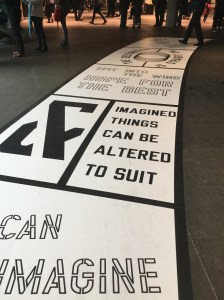 HOPE FOR
THE BEST
IMAGINED
THINGS
CAN BE
ALTERED
TO SUIT
CAN
IMAGINE